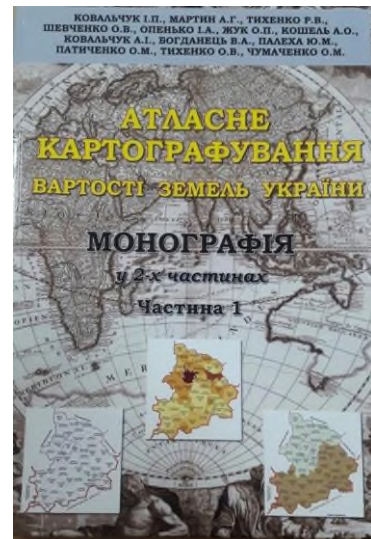 КОВАЛЬЧУК І.П., МАРТИН А.Г., ТИХЕНКО Р.В.,
ШЕВЧЕНКО О.В., ОПЕНЬКО І.А., ЖУК О.П., КОШЕЛЬ А.О.,
КОВАЛЬЧУК А.І., БОГДАНЕЦЬ В.А., ПАЛЕХА Ю.М.,
ПАТИЧЕНКО О.М., ТИХЕНКО О.В., ЧУМАЧЕНКО О.М.
АТЛАСНЕ
КАРТОГРАФУВАННЯ
ВАРТОСТІ ЗЕМЕЛЬ УКРАЇНИ
МОНОГРАФІЯ
у 2-х частинах
Частина 1